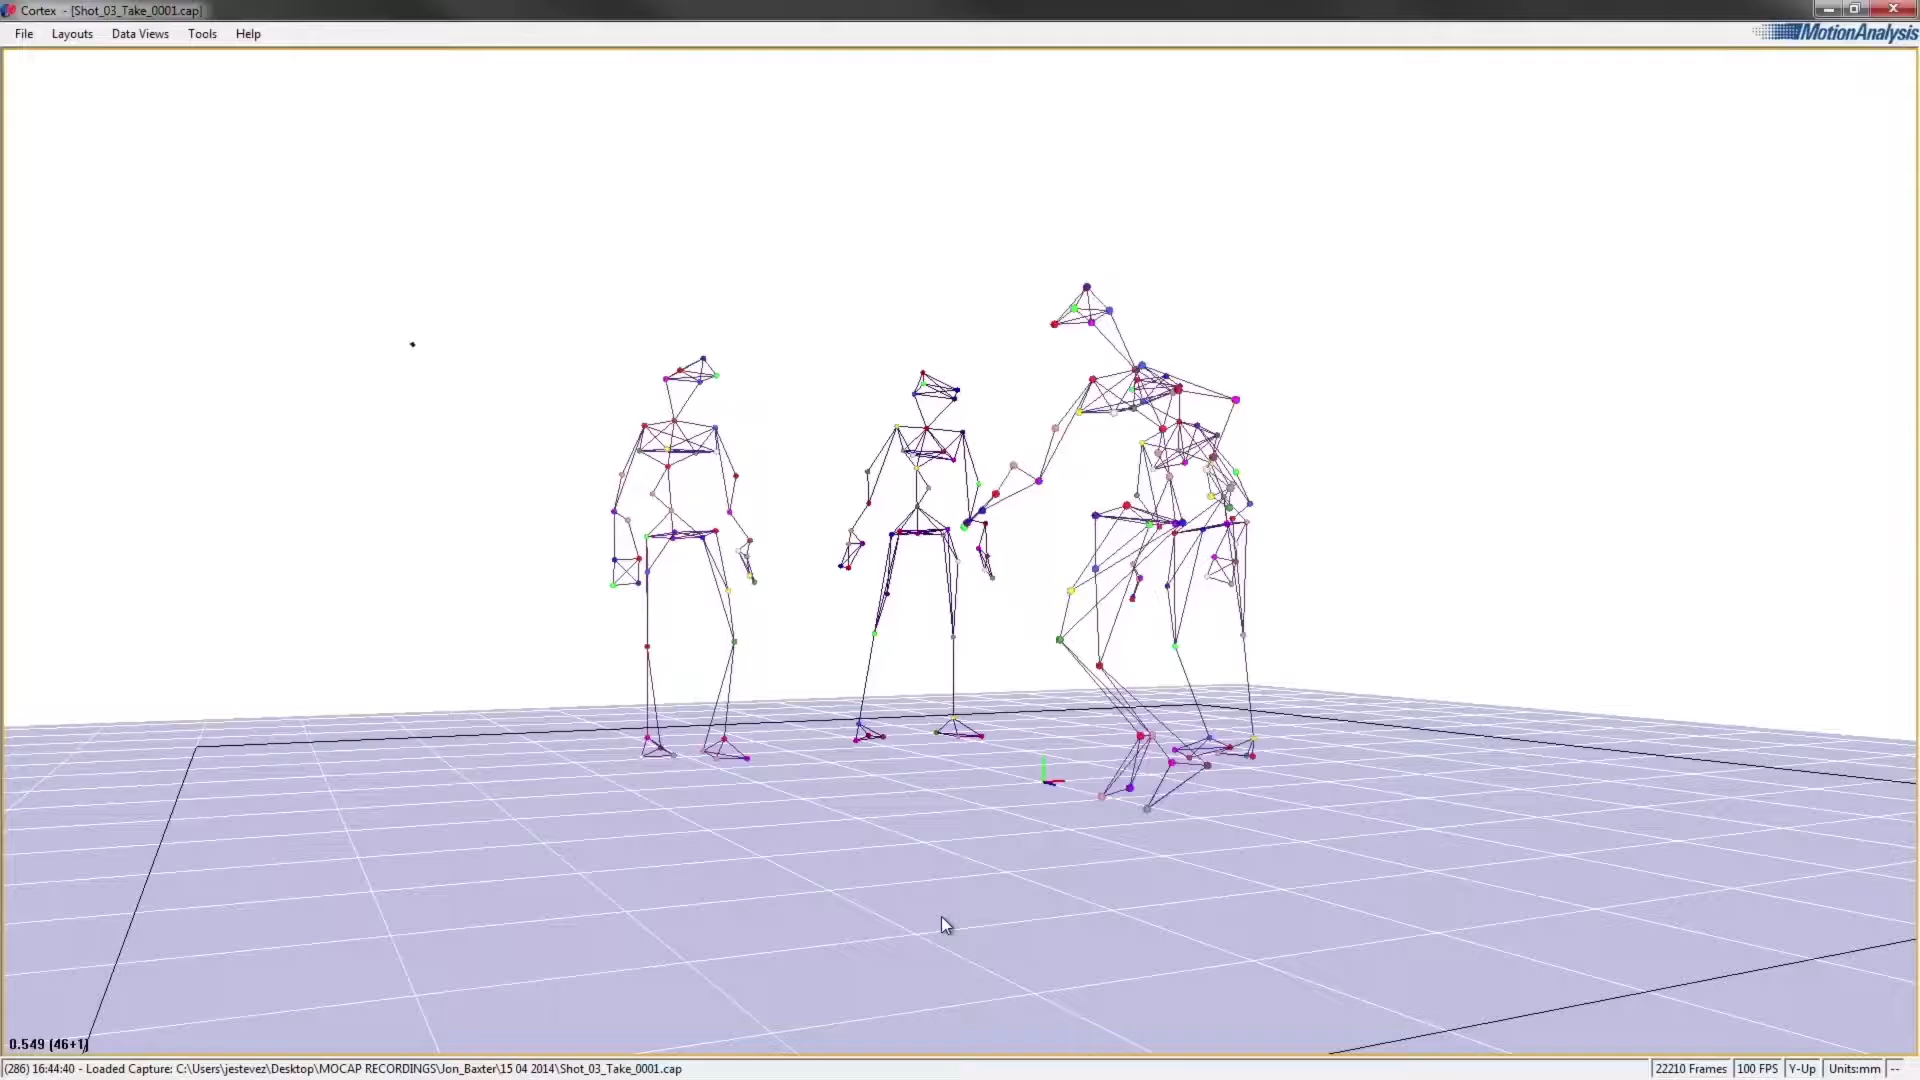 Cortex - [Shot_03_Take_0001.cap]
File Layouts Data Views Tools Help
MotionAnalysis
0.549 (46+1)
(286) 16:44:40 - Loaded Capture: C:\Users\jestevez\Desktop\MOCAP RECORDINGS\Jon_Baxter\15 04 2014\Shot_03_Take_0001.cap
22210 Frames 100 FPS Y-Up Units:mm --